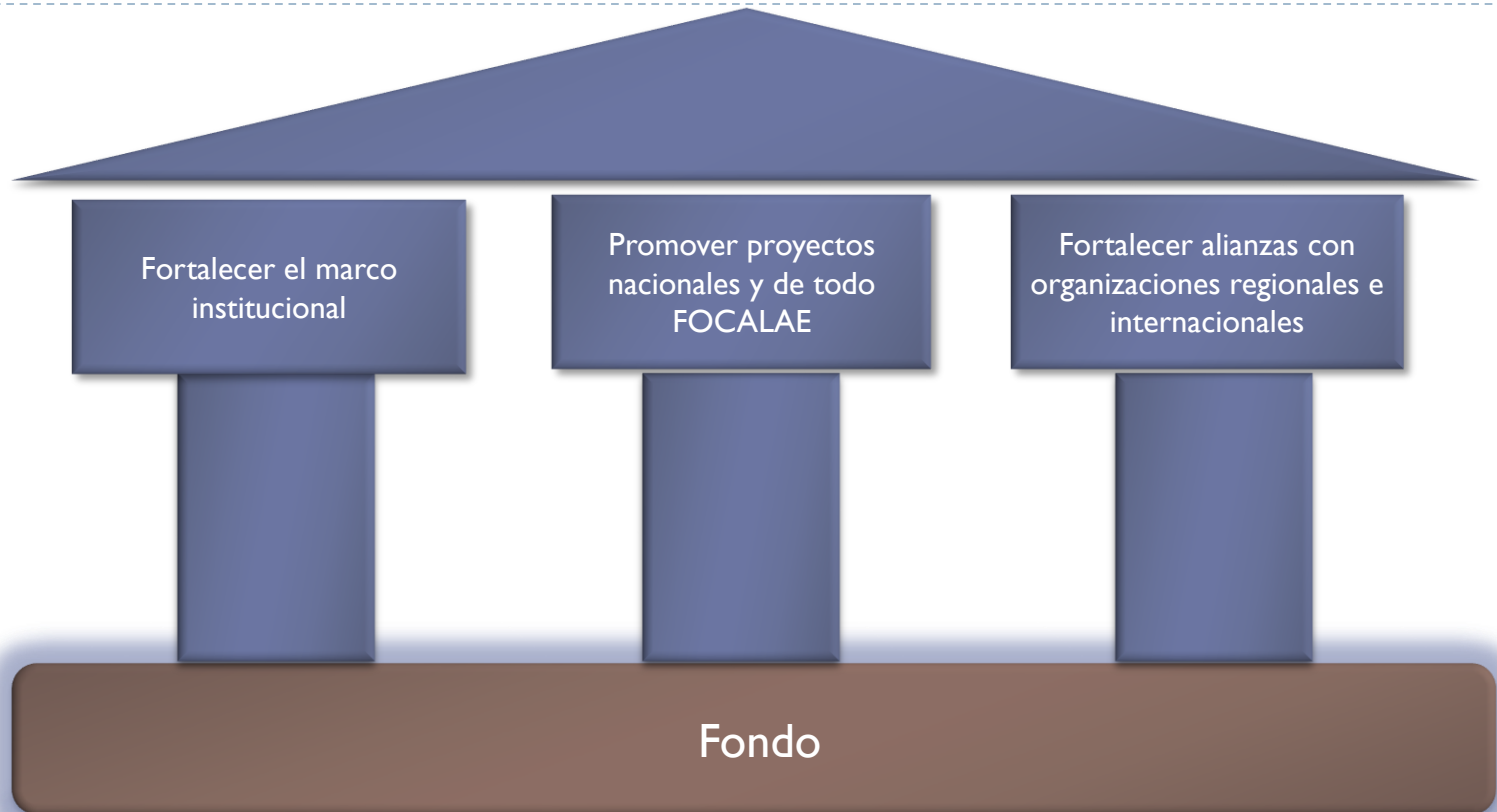 Fortalecer el marco
institucional
Promover proyectos
nacionales y de todo
FOCALAE
Fortalecer alianzas con
organizaciones regionales e
internacionales
Fondo